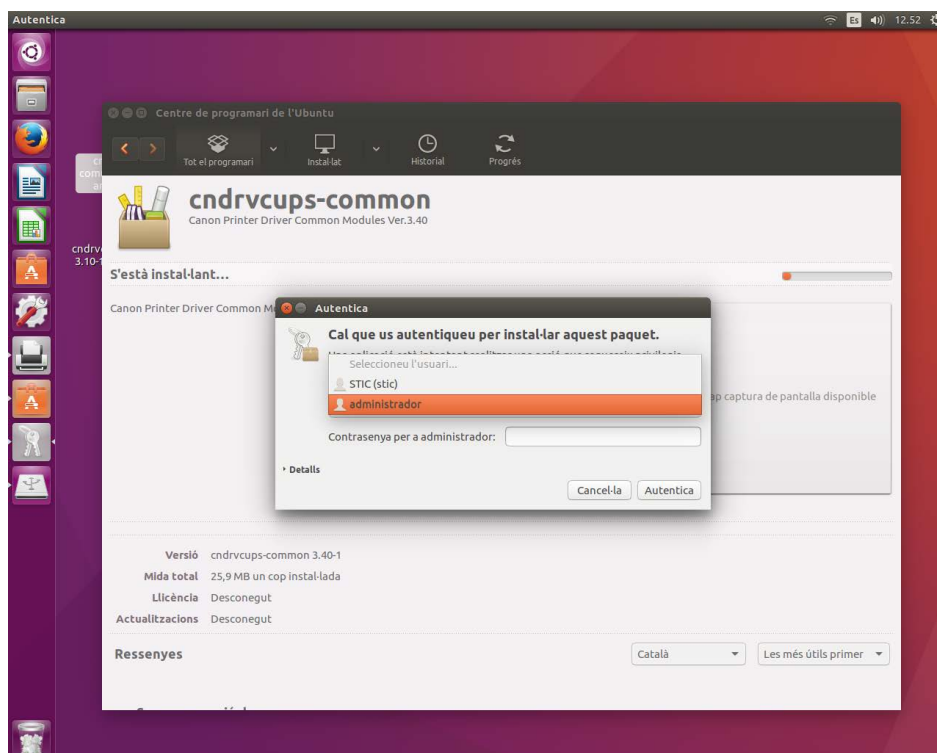 Autentica
Es
12.52
Centre de programari de l'Ubuntu
Tot el programari
Instal·lat
Historial
Progrés
cndrvcups-common
Canon Printer Driver Common Modules Ver.3.40
3.10-1
S'està instal·lant...
Canon Printer Driver Common
Autentica
Cal que us autentiqueu per instal·lar aquest paquet.
Seleccioneu l'usuari...
STIC (stic)
administrador
captura de pantalla disponible
Contrasenya per a administrador:
Detalls
Cancel·la
Autentica
Versió cndrvcups-common 3.40-1
Mida total 25,9 MB un cop instal·lada
Llicència Desconegut
Actualitzacions Desconegut
Ressenyes
Català
Les més útils primer